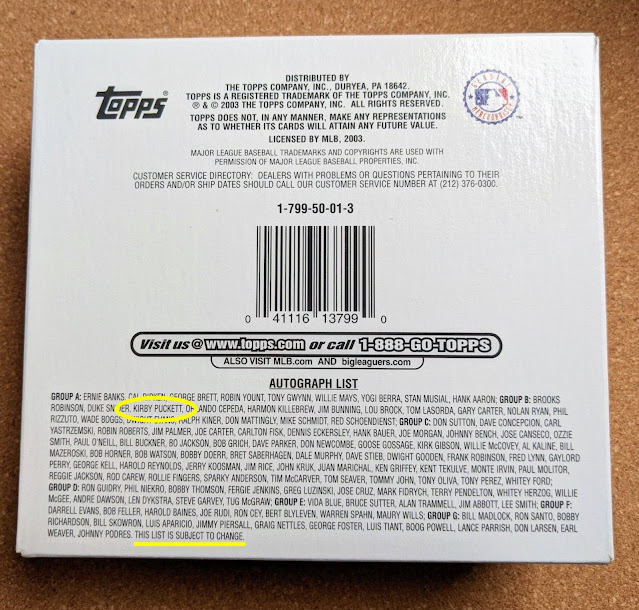 topps®
DISTRIBUTED BY
THE TOPPS COMPANY, INC., DURYEA, PA 18642.
TOPPS IS A REGISTERED TRADEMARK OF THE TOPPS COMPANY, INC.
® & © 2003 THE TOPPS COMPANY, INC. ALL RIGHTS RESERVED.
TOPPS DOES NOT, IN ANY MANNER, MAKE ANY REPRESENTATIONS
AS TO WHETHER ITS CARDS WILL ATTAIN ANY FUTURE VALUE.
LICENSED BY MLB, 2003.
MAJOR LEAGUE BASEBALL TRADEMARKS AND COPYRIGHTS ARE USED WITH
PERMISSION OF MAJOR LEAGUE BASEBALL PROPERTIES, INC.
CUSTOMER SERVICE DIRECTORY: DEALERS WITH PROBLEMS OR QUESTIONS PERTAINING TO THEIR
ORDERS AND/OR SHIP DATES SHOULD CALL OUR CUSTOMER SERVICE NUMBER AT (212) 376-0300.
1-799-50-01-3
0 41116 13799 0
Visit us @ www.topps.com or call 1-888-GO-TOPPS
ALSO VISIT MLB.com AND bigleaguers.com
AUTOGRAPH LIST
GROUP A: ERNIE BANKS, CAL RIPKEN, GEORGE BRETT, ROBIN YOUNT, TONY GWYNN, WILLIE MAYS, YOGI BERRA, STAN MUSIAL, HANK AARON; GROUP B: BROOKS
ROBINSON, DUKE SNIDER, KIRBY PUCKETT, ORLANDO CEPEDA, HARMON KILLEBREW, JIM BUNNING, LOU BROCK, TOM LASORDA, GARY CARTER, NOLAN RYAN, PHIL
RIZZUTO, WADE BOGGS, DWIGHT EVANS, RALPH KINER, DON MATTINGLY, MIKE SCHMIDT, RED SCHOENDIENST; GROUP C: DON SUTTON, DAVE CONCEPCION, CARL
YASTRZEMSKI, ROBIN ROBERTS, JIM PALMER, JOE CARTER, CARLTON FISK, DENNIS ECKERSLEY, HANK BAUER, JOE MORGAN, JOHNNY BENCH, JOSE CANSECO, OZZIE
SMITH, PAUL O'NEILL, BILL BUCKNER, BO JACKSON, BOB GRICH, DAVE PARKER, DON NEWCOMBE, GOOSE GOSSAGE, KIRK GIBSON, WILLIE McCOVEY, AL KALINE, BILL
MAZEROSKI, BOB HORNER, BOB WATSON, BOBBY DOERR, BRET SABERHAGEN, DALE MURPHY, DAVE STIEB, DWIGHT GOODEN, FRANK ROBINSON, FRED LYNN, GAYLORD
PERRY, GEORGE KELL, HAROLD REYNOLDS, JERRY KOOSMAN, JIM RICE, JOHN KRUK, JUAN MARICHAL, KEN GRIFFEY, KENT TEKULVE, MONTE IRVIN, PAUL MOLITOR,
REGGIE JACKSON, ROD CAREW, ROLLIE FINGERS, SPARKY ANDERSON, TIM McCARVER, TOM SEAVER, TOMMY JOHN, TONY OLIVA, TONY PEREZ, WHITEY FORD;
GROUP D: RON GUIDRY, PHIL NIEKRO, BOBBY THOMSON, FERGIE JENKINS, GREG LUZINSKI, JOSE CRUZ, MARK FIDRYCH, TERRY PENDELTON, WHITEY HERZOG, WILLIE
McGEE, ANDRE DAWSON, LEN DYKSTRA, STEVE GARVEY, TUG McGRAW; GROUP E: VIDA BLUE, BRUCE SUTTER, ALAN TRAMMELL, JIM ABBOTT, LEE SMITH; GROUP F:
DARRELL EVANS, BOB FELLER, HAROLD BAINES, JOE RUDI, RON CEY, BERT BLYLEVEN, WARREN SPAHN, MAURY WILLS; GROUP G: BILL MADLOCK, RON SANTO, BOBBY
RICHARDSON, BILL SKOWRON, LUIS APARICIO, JIMMY PIERSALL, GRAIG NETTLES, GEORGE FOSTER, LUIS TIANT, BOOG POWELL, LANCE PARRISH, DON LARSEN, EARL
WEAVER, JOHNNY PODRES. THIS LIST IS SUBJECT TO CHANGE.